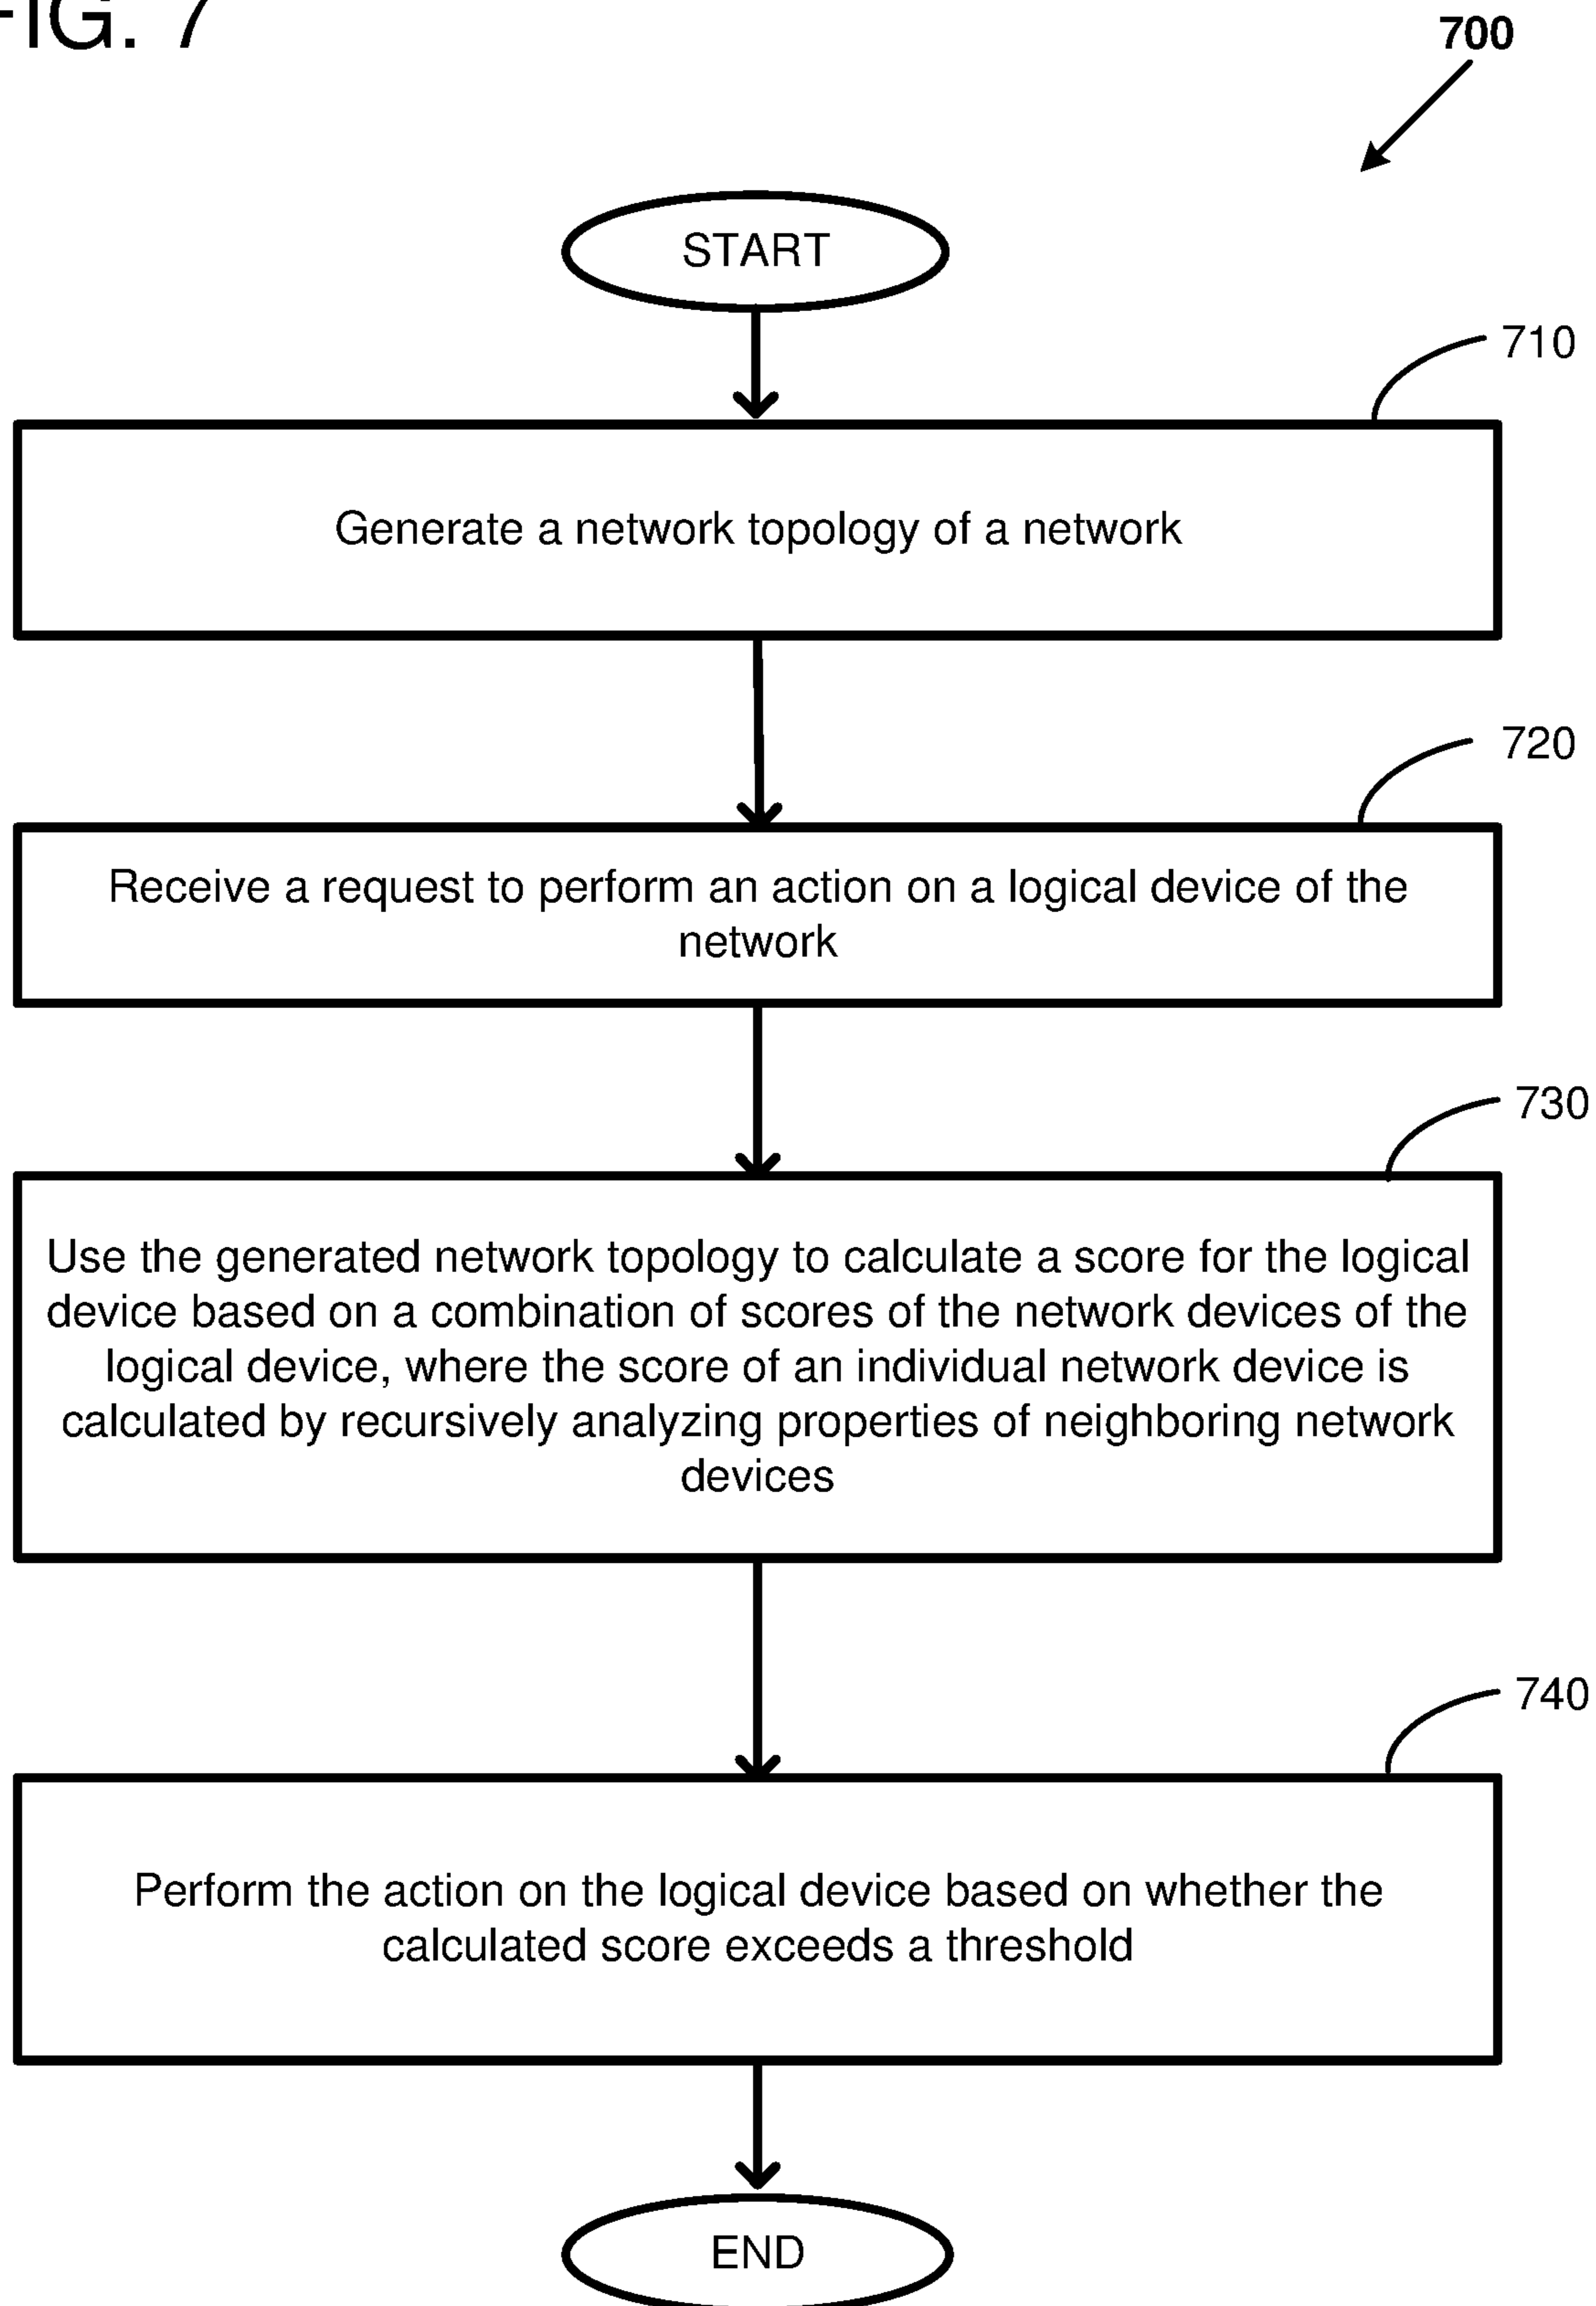 FIG. 7
700
START
710
Generate a network topology of a network
720
Receive a request to perform an action on a logical device of the
network
730
Use the generated network topology to calculate a score for the logical
device based on a combination of scores of the network devices of the
logical device, where the score of an individual network device is
calculated by recursively analyzing properties of neighboring network
devices
740
Perform the action on the logical device based on whether the
calculated score exceeds a threshold
END